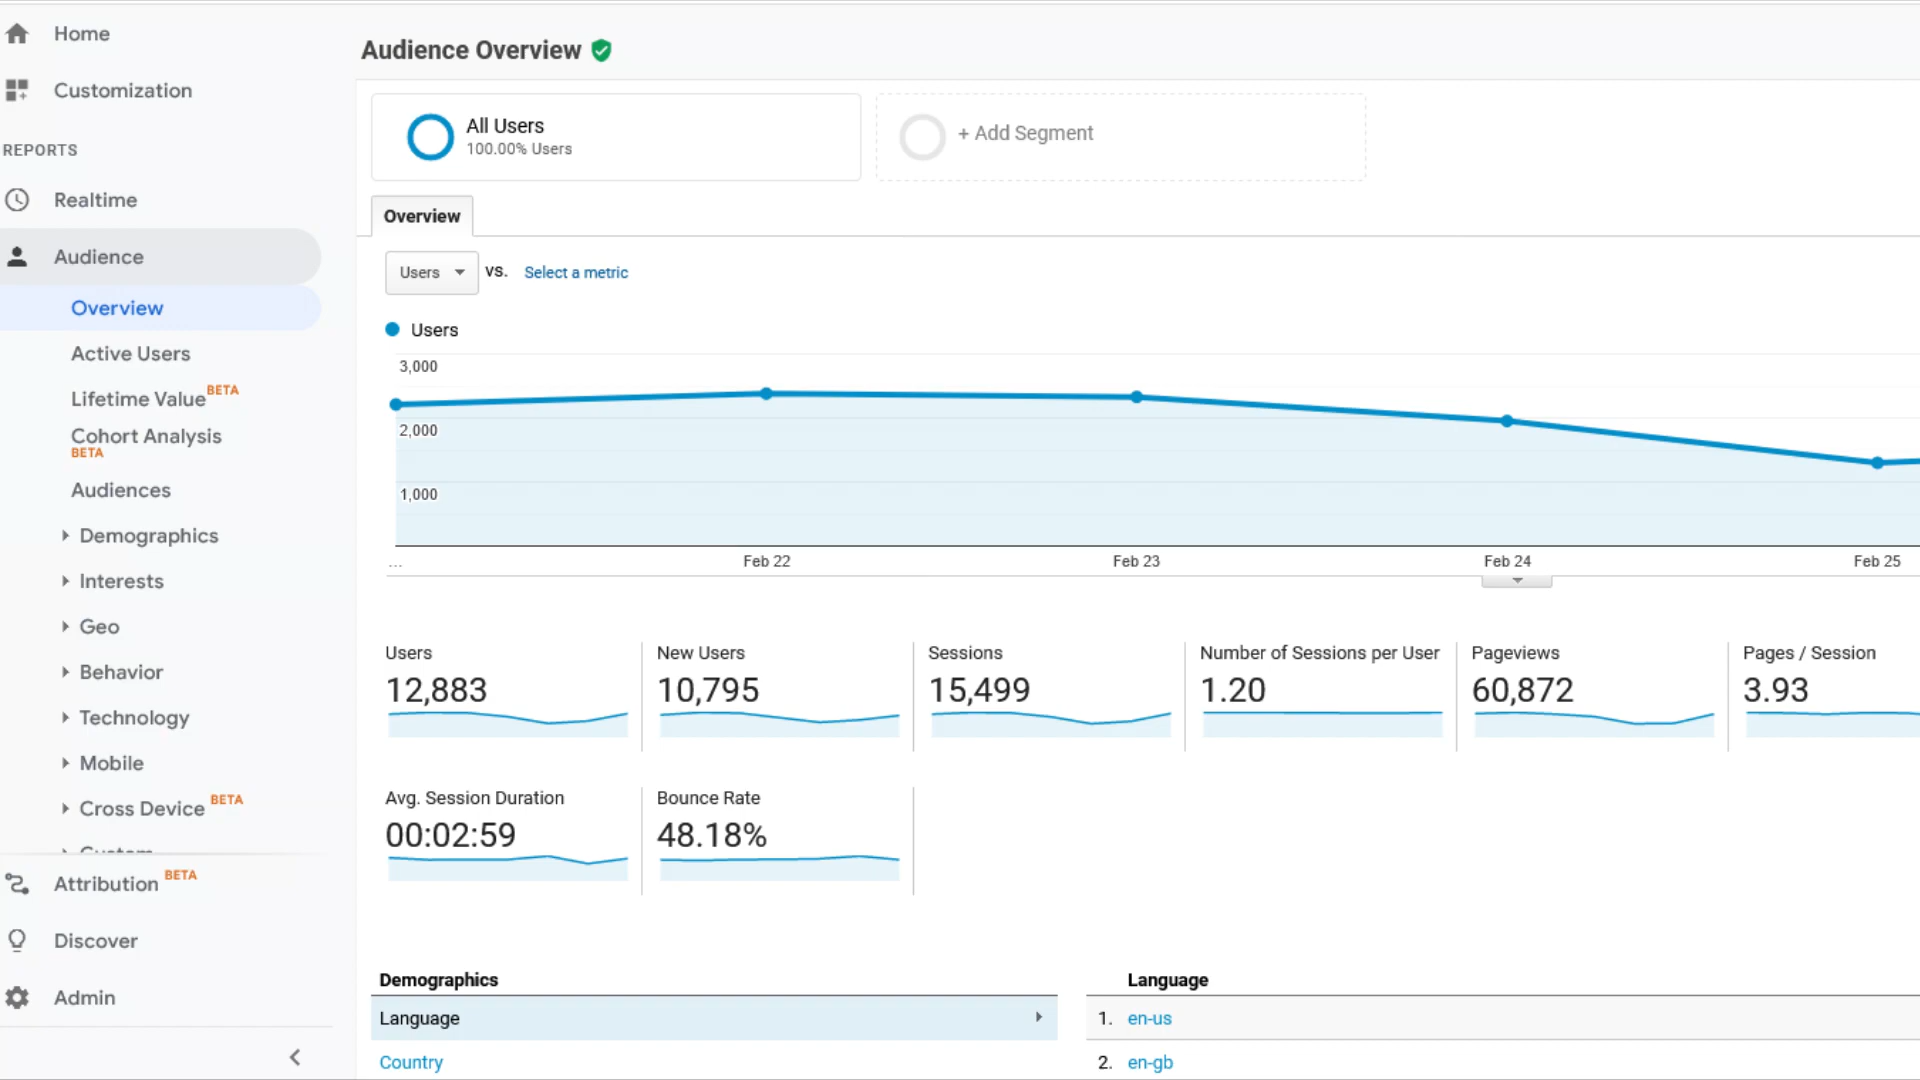 Home
Customization
REPORTS
Realtime
Audience
Overview
Active Users
Lifetime Value BETA
Cohort Analysis
BETA
Audiences
Demographics
Interests
Geo
Behavior
Technology
Mobile
Cross Device BETA
Custom
Attribution BETA
Discover
Admin
Audience Overview
All Users
100.00% Users
+ Add Segment
Overview
Users vs. Select a metric
Users
3,000
2,000
1,000
... Feb 22 Feb 23 Feb 24 Feb 25
Users
12,883
New Users
10,795
Sessions
15,499
Number of Sessions per User
1.20
Pageviews
60,872
Pages / Session
3.93
Avg. Session Duration
00:02:59
Bounce Rate
48.18%
Demographics
Language
Country
Language
1. en-us
2. en-gb